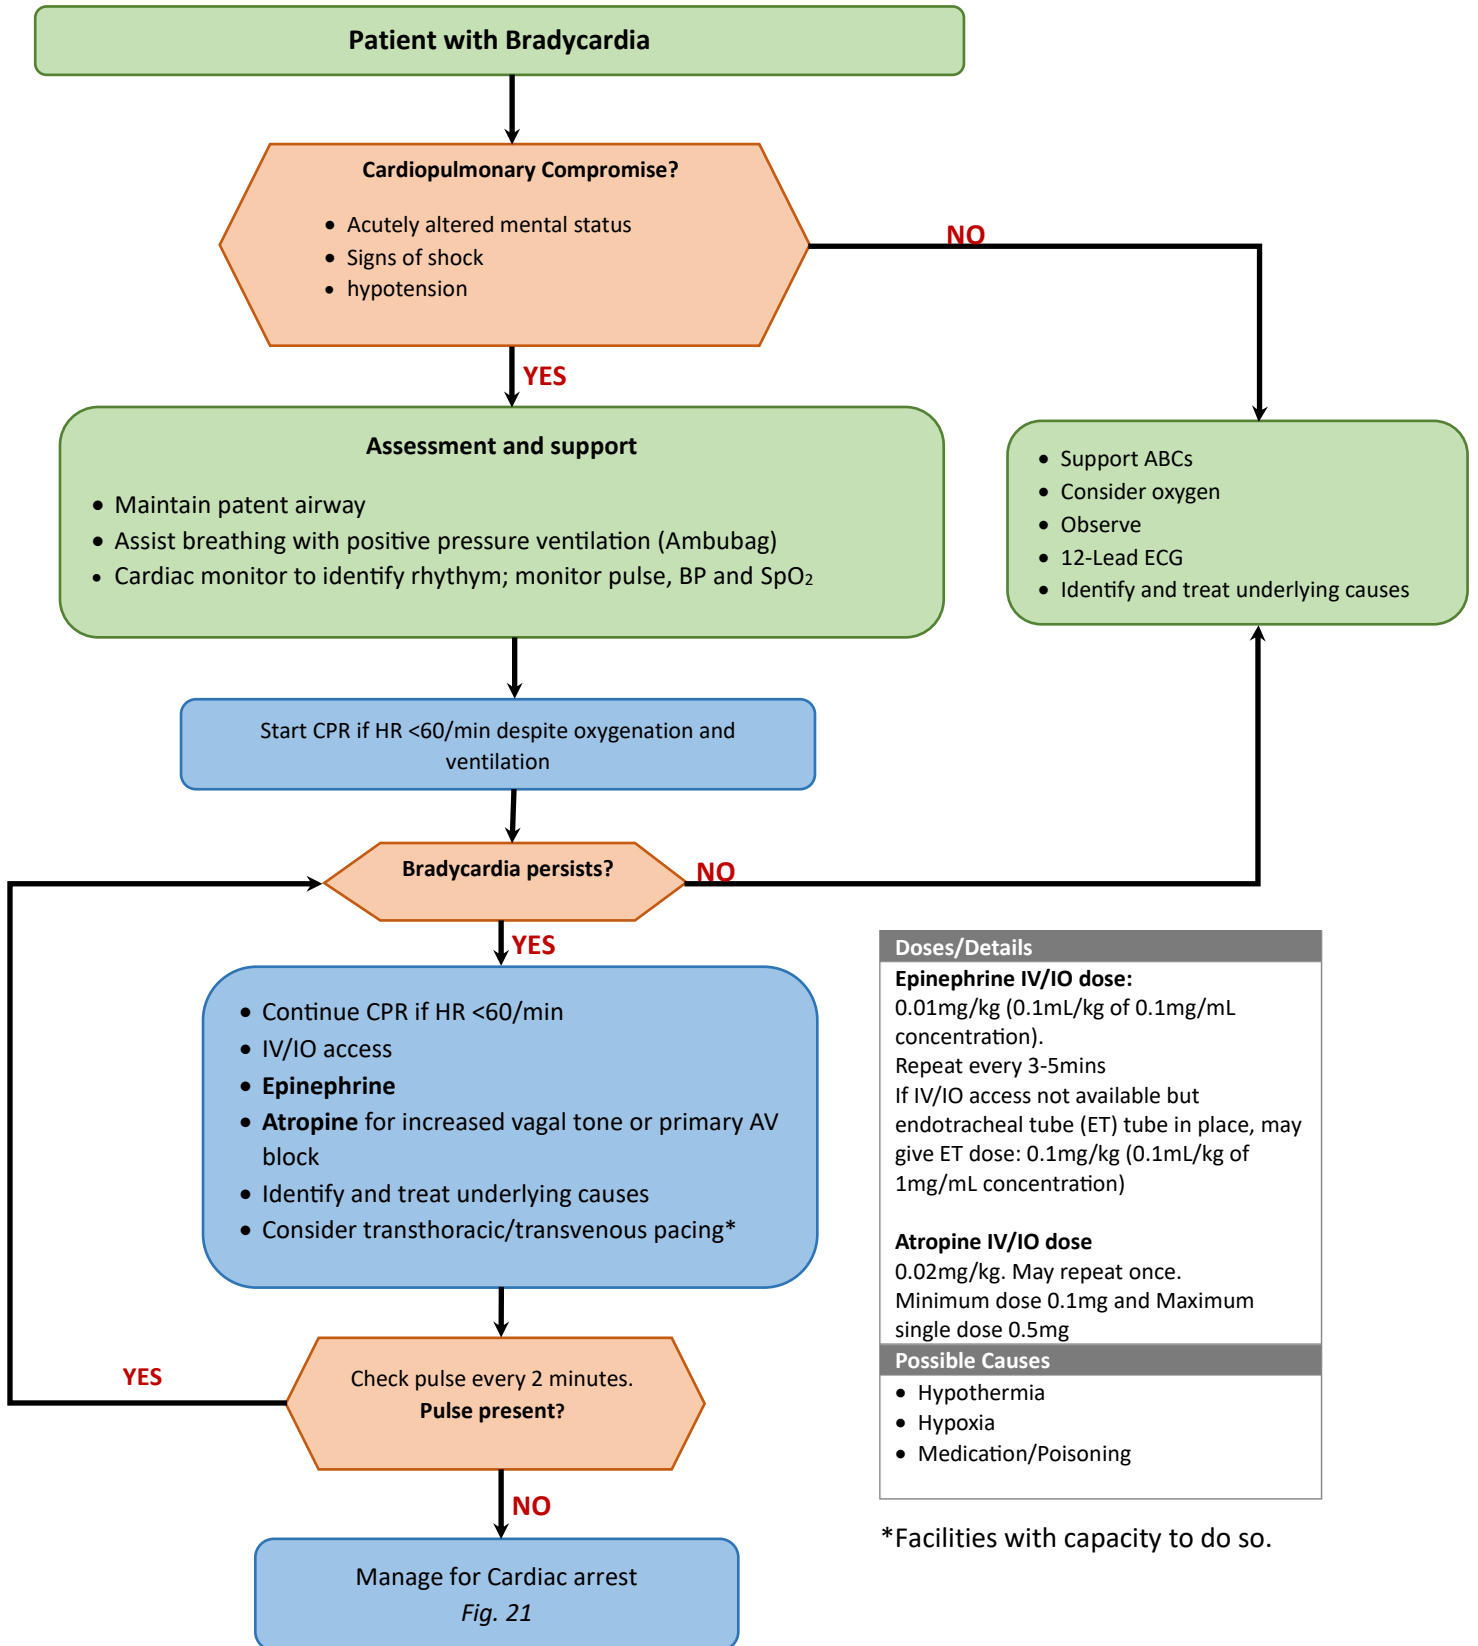 Patient with Bradycardia
Cardiopulmonary Compromise?
• Acutely altered mental status
• Signs of shock
• hypotension
NO
YES
Assessment and support
• Maintain patent airway
• Assist breathing with positive pressure ventilation (Ambubag)
• Cardiac monitor to identify rhythym; monitor pulse, BP and SpO₂
• Support ABCs
• Consider oxygen
• Observe
• 12-Lead ECG
• Identify and treat underlying causes
Start CPR if HR <60/min despite oxygenation and
ventilation
Bradycardia persists?
NO
YES
• Continue CPR if HR <60/min
• IV/IO access
• Epinephrine
• Atropine for increased vagal tone or primary AV
block
• Identify and treat underlying causes
• Consider transthoracic/transvenous pacing*
Doses/Details
Epinephrine IV/IO dose:
0.01mg/kg (0.1mL/kg of 0.1mg/mL
concentration).
Repeat every 3-5mins
If IV/IO access not available but
endotracheal tube (ET) tube in place, may
give ET dose: 0.1mg/kg (0.1mL/kg of
1mg/mL concentration)
Atropine IV/IO dose
0.02mg/kg. May repeat once.
Minimum dose 0.1mg and Maximum
single dose 0.5mg
Possible Causes
• Hypothermia
• Hypoxia
• Medication/Poisoning
YES
Check pulse every 2 minutes.
Pulse present?
NO
*Facilities with capacity to do so.
Manage for Cardiac arrest
Fig. 21